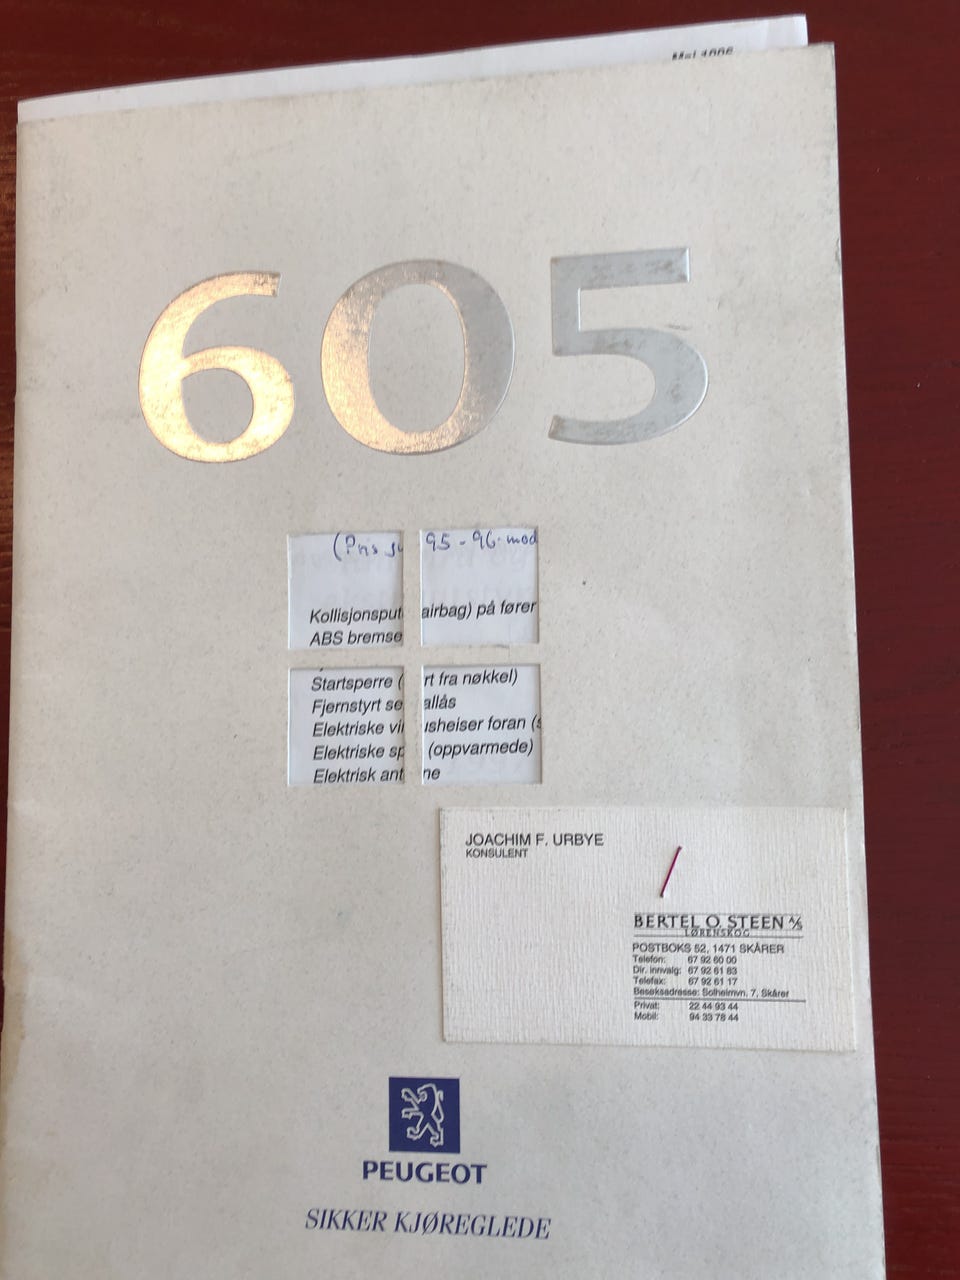 Mai 1996
605
(Pris 95-96 mod
Kollisjonsput airbag) på fører
ABS bremse
Startsperre ( rt fra nøkkel)
Fjernstyrt se allås
Elektriske vi usheiser foran (s
Elektriske sp (oppvarmede)
Elektrisk ant ne
JOACHIM F. URBYE
KONSULENT
BERTEL O. STEEN A/S
LØRENSKOG
POSTBOKS 52, 1471 SKÅRER
Telefon: 67 92 60 00
Dir. innvalg: 67 92 61 63
Telefax: 67 92 61 17
Besøksadresse: Solheimvn. 7, Skårer
Privat: 22 44 93 44
Mobil: 94 33 78 44
PEUGEOT
SIKKER KJØREGLEDE